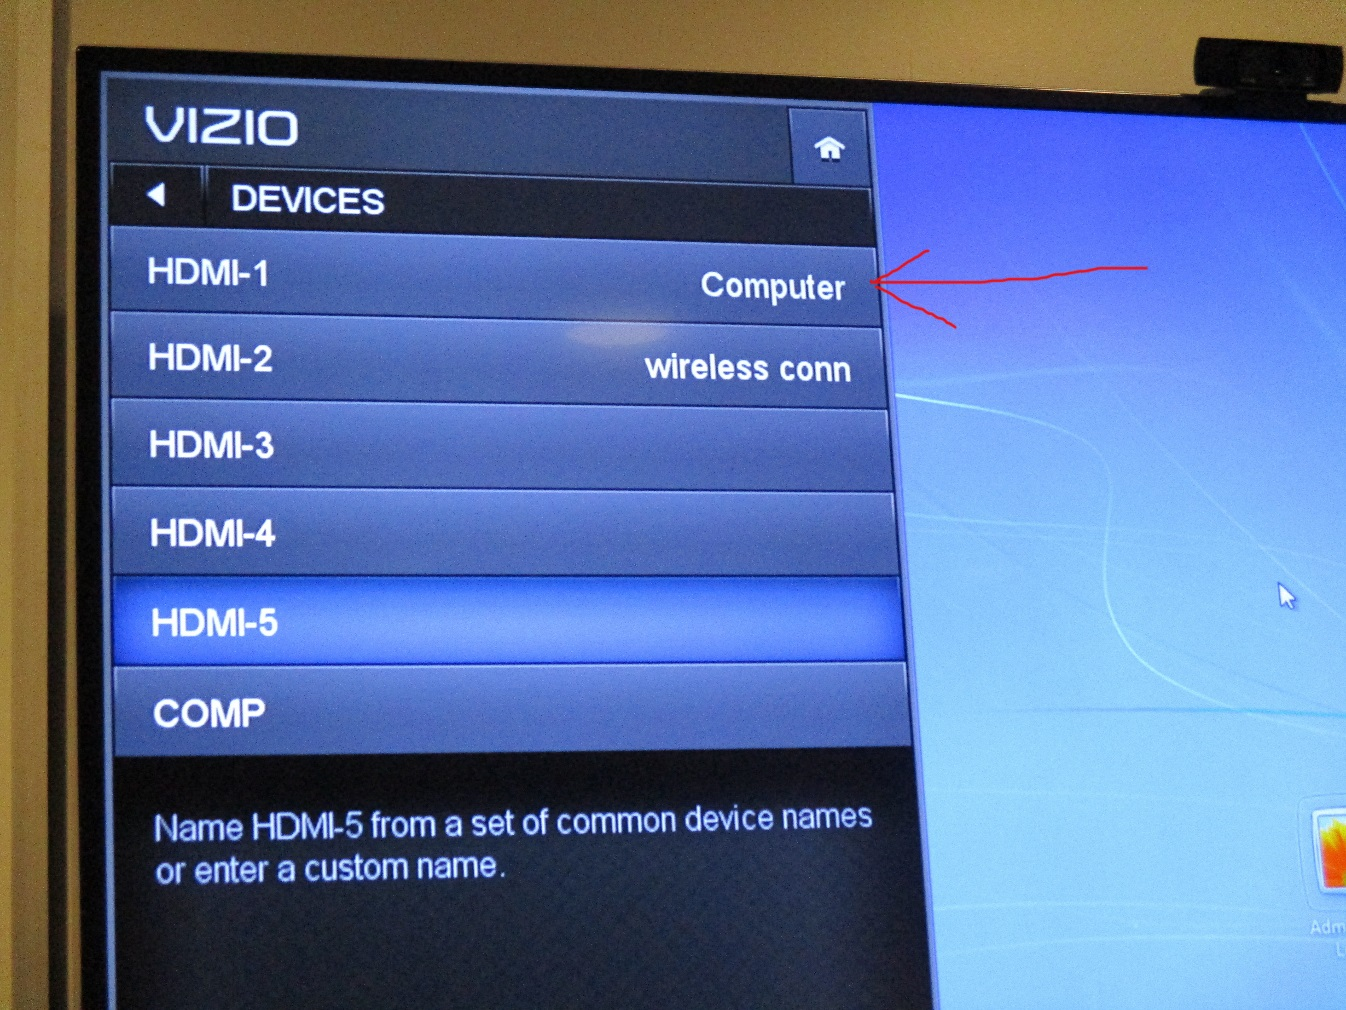 VIZIO
DEVICES
HDMI-1 Computer
HDMI-2 wireless conn
HDMI-3
HDMI-4
HDMI-5
COMP
Name HDMI-5 from a set of common device names
or enter a custom name.